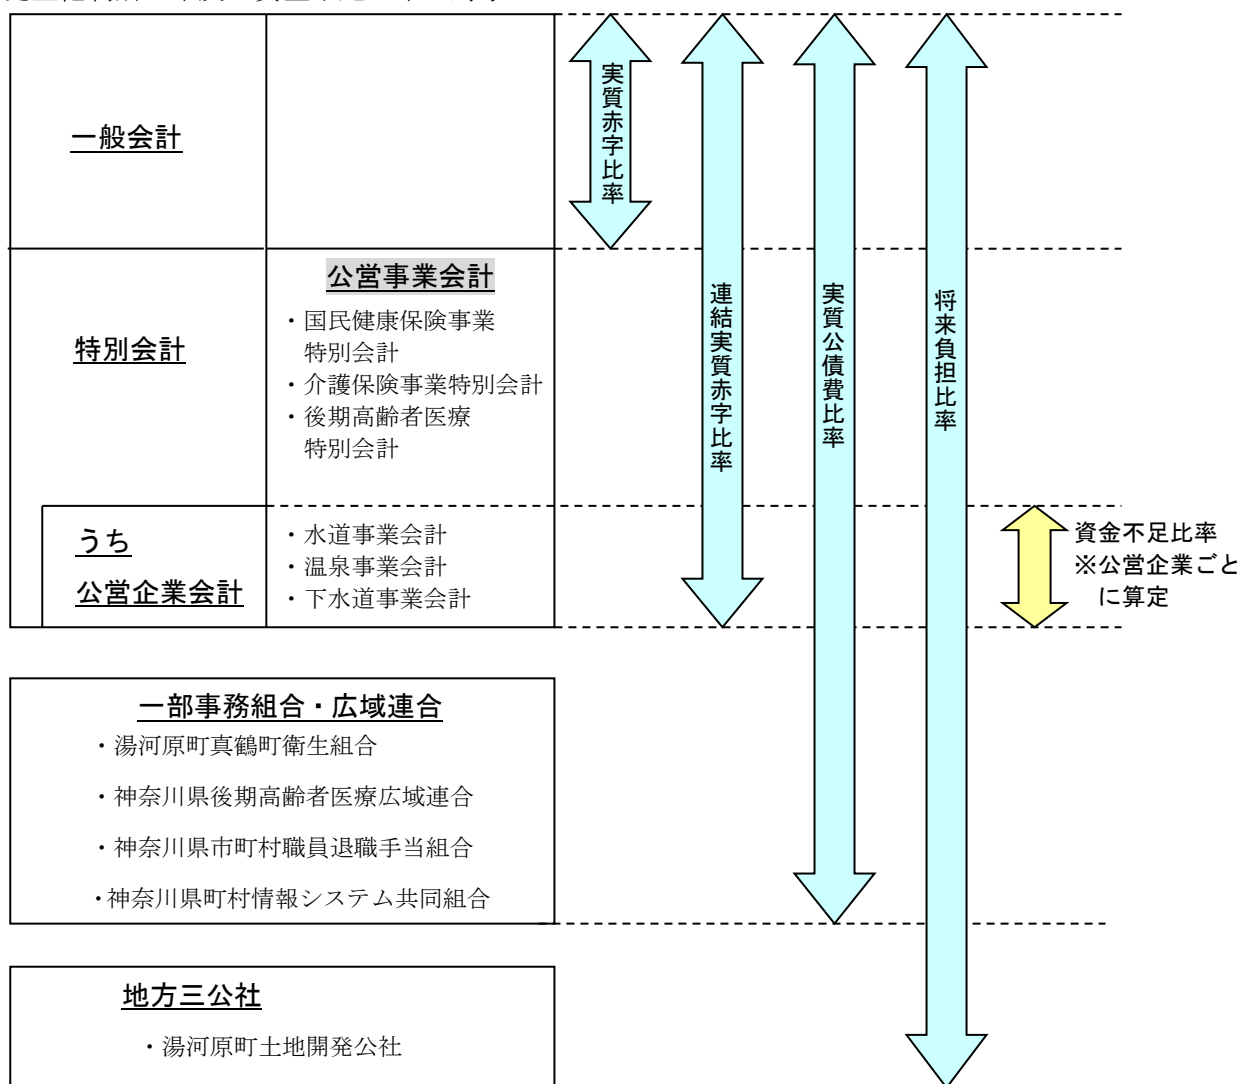 一般会計
実質赤字比率
特別会計
公営事業会計
・国民健康保険事業
特別会計
・介護保険事業特別会計
・後期高齢者医療
特別会計
連結実質赤字比率
実質公債費比率
将来負担比率
うち
公営企業会計
・水道事業会計
・温泉事業会計
・下水道事業会計
資金不足比率
※公営企業ごと
に算定
一部事務組合・広域連合
・湯河原町真鶴町衛生組合
・神奈川県後期高齢者医療広域連合
・神奈川県市町村職員退職手当組合
・神奈川県町村情報システム共同組合
地方三公社
・湯河原町土地開発公社